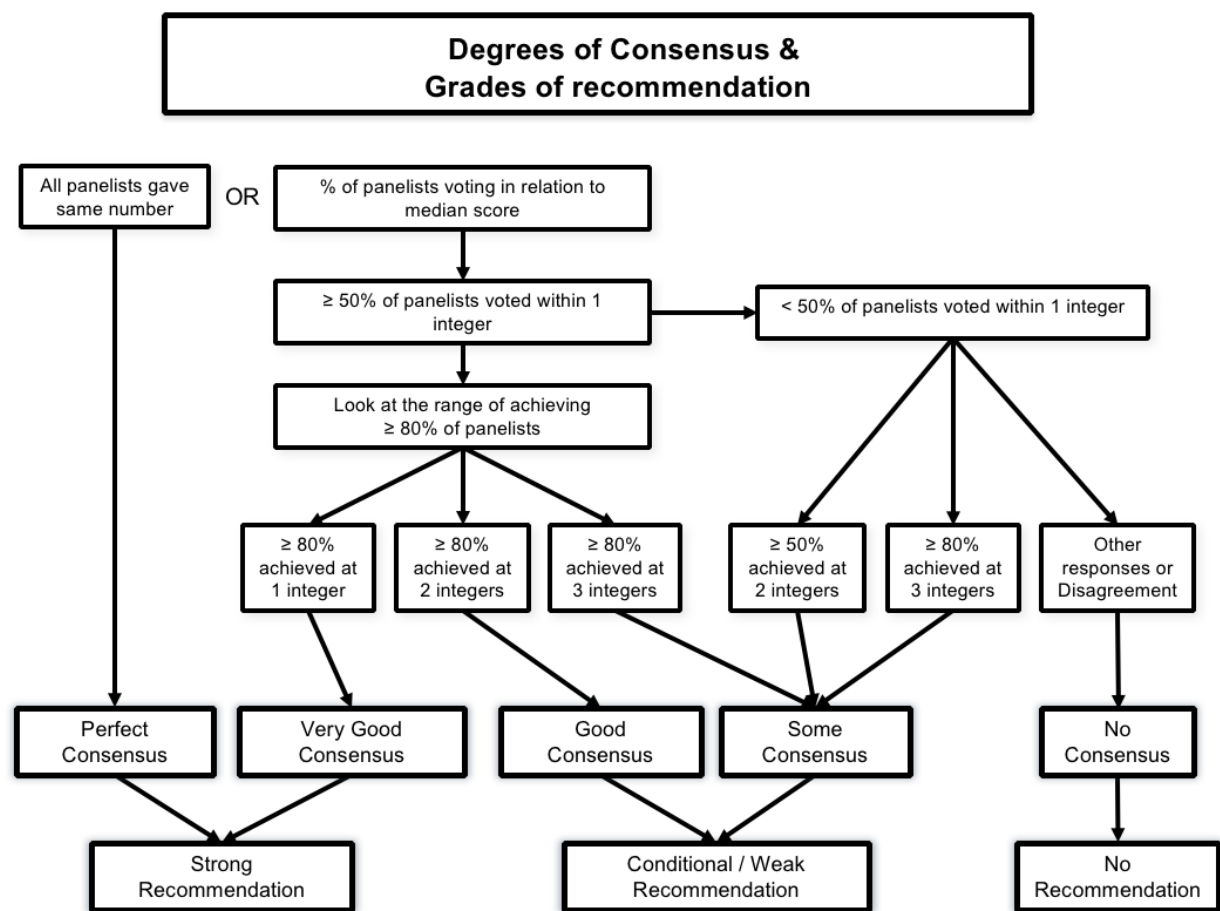 Degrees of Consensus &
Grades of recommendation
All panelists gave
same number
OR
% of panelists voting in relation to
median score
≥ 50% of panelists voted within 1
integer
< 50% of panelists voted within 1 integer
Look at the range of achieving
≥ 80% of panelists
≥ 80%
achieved at
1 integer
≥ 80%
achieved at
2 integers
≥ 80%
achieved at
3 integers
≥ 50%
achieved at
2 integers
≥ 80%
achieved at
3 integers
Other
responses or
Disagreement
Perfect
Consensus
Very Good
Consensus
Good
Consensus
Some
Consensus
No
Consensus
Strong
Recommendation
Conditional / Weak
Recommendation
No
Recommendation